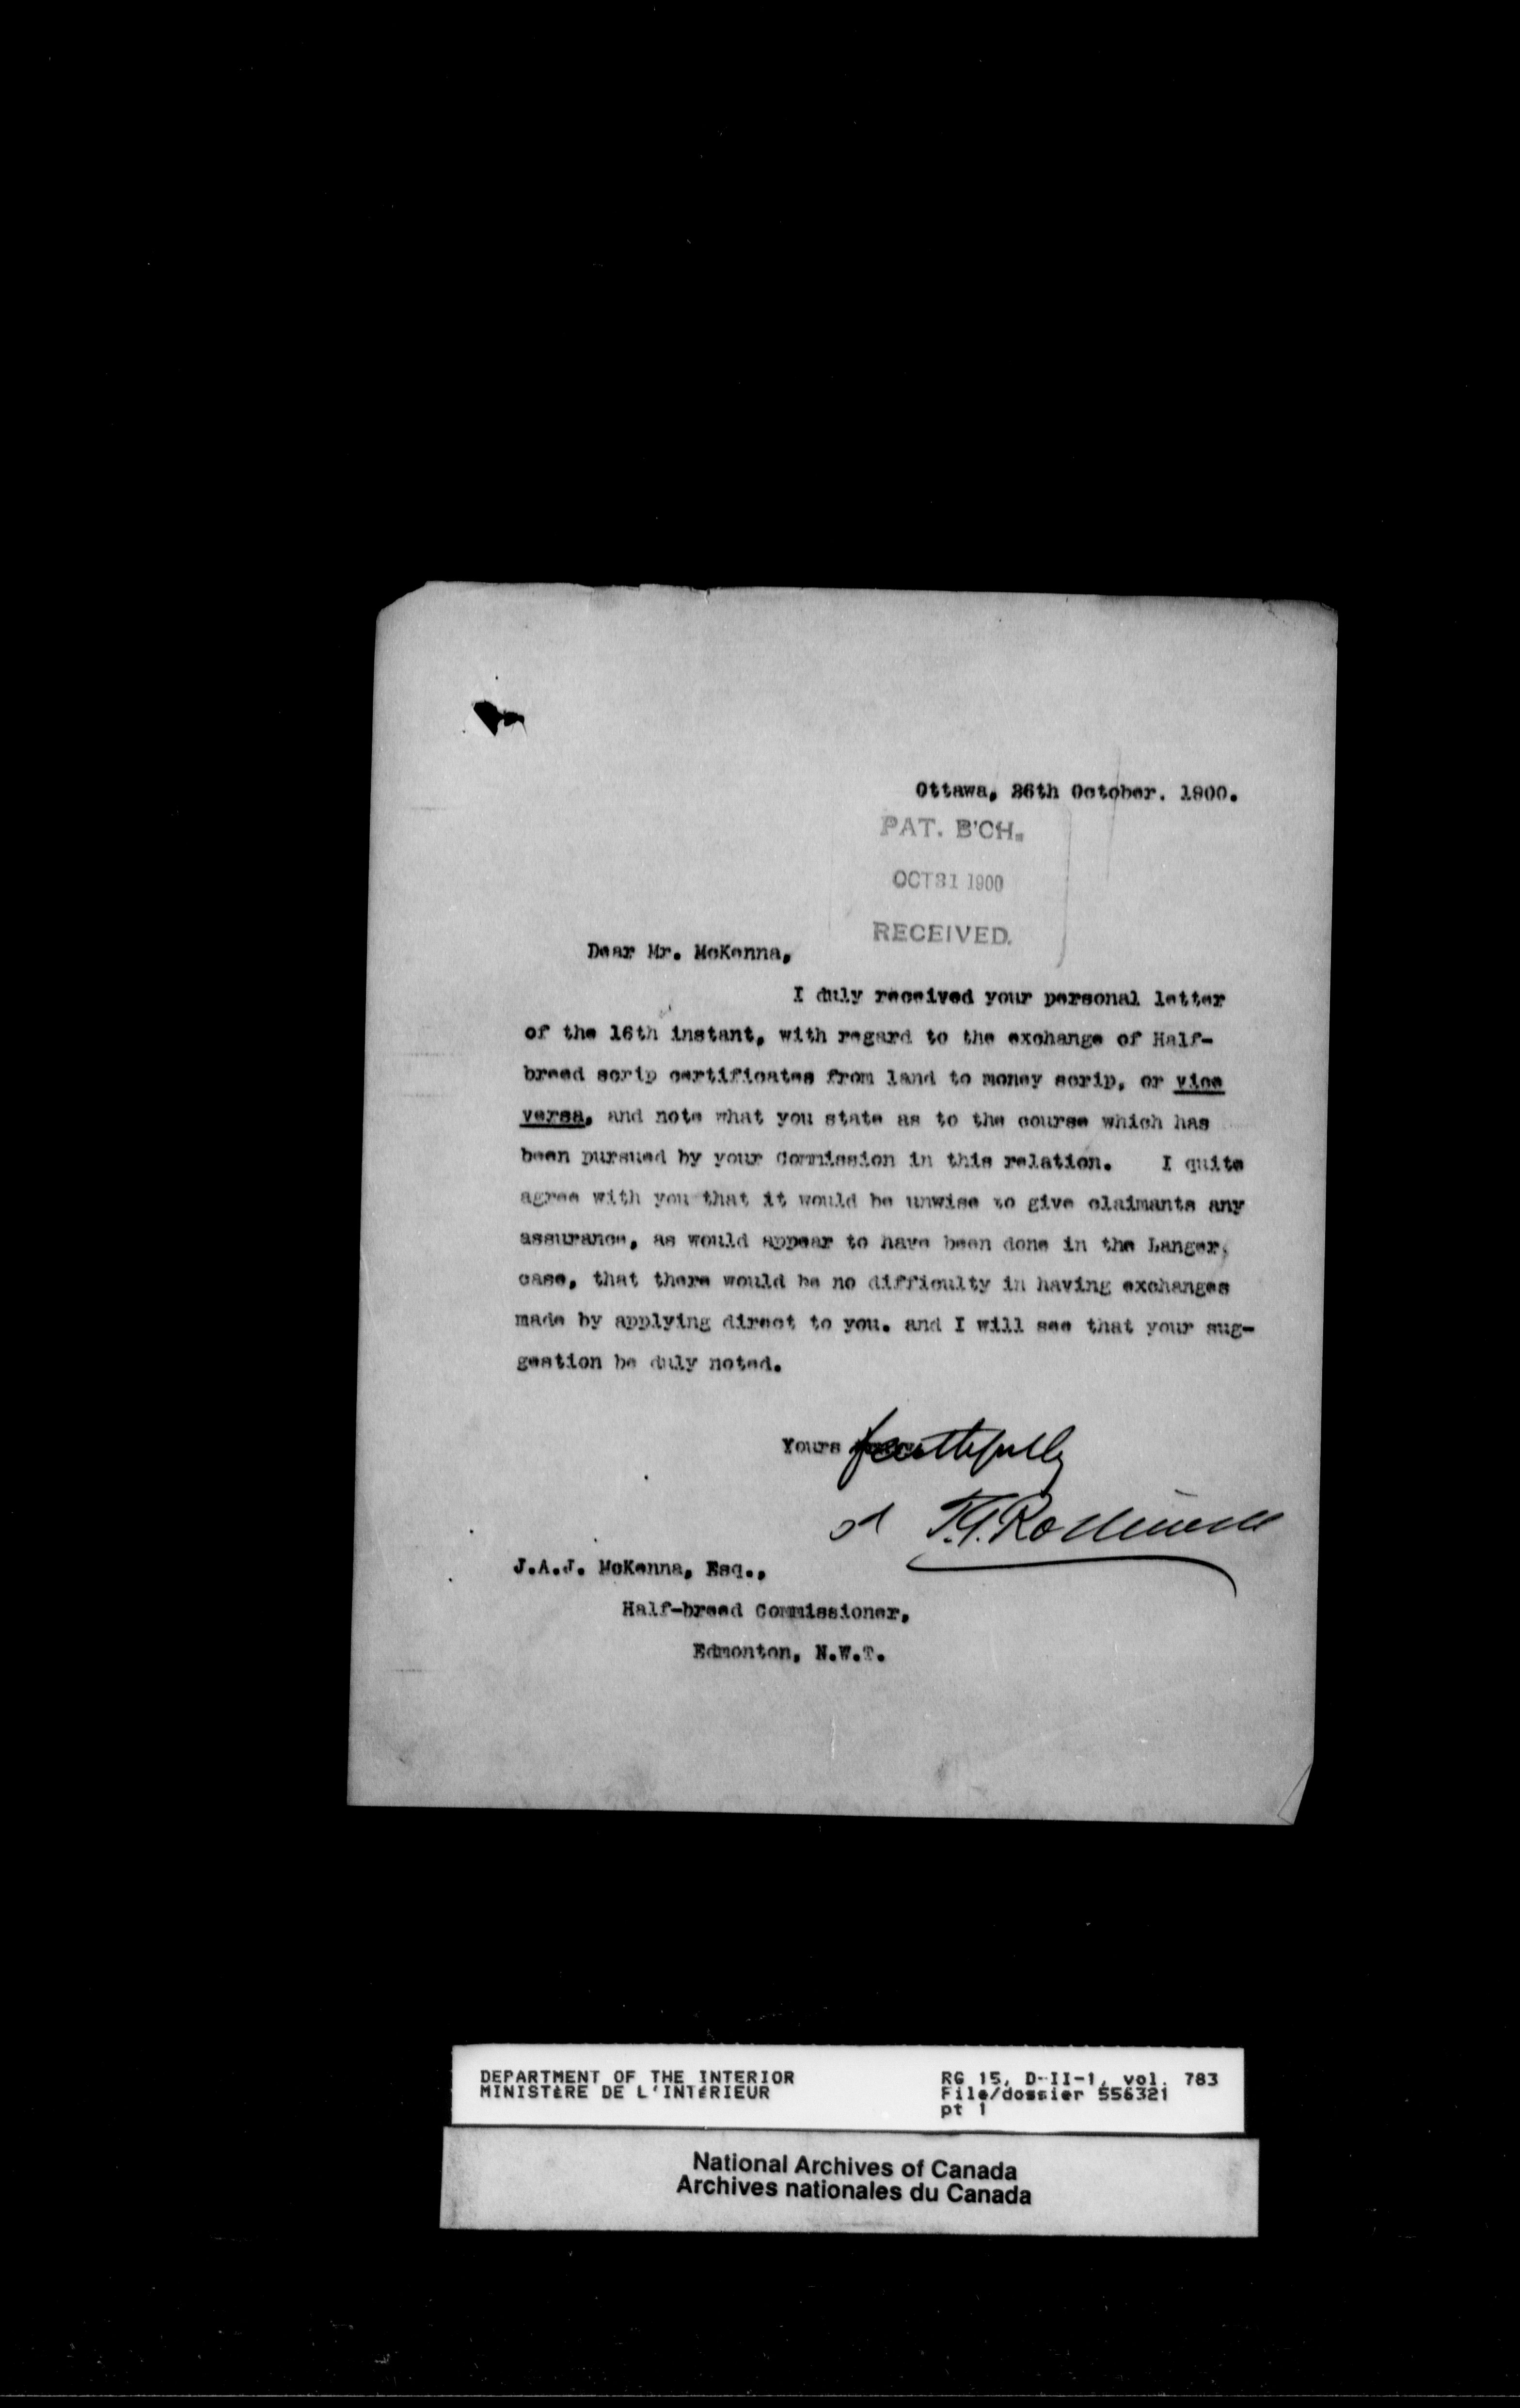 Ottawa, 26th October. 1900.
PAT. B'CH.
OCT 31 1900
RECEIVED.
Dear Mr. McKenna,
I duly received your personal letter
of the 16th instant, with regard to the exchange of Half-
breed scrip certificates from land to money scrip, or vice
versa, and note what you state as to the course which has
been pursued by your Commission in this relation. I quite
agree with you that it would be unwise to give claimants any
assurance, as would appear to have been done in the Langer,
case, that there would be no difficulty in having exchanges
made by applying direct to you. and I will see that your sug-
gestion be duly noted.
Yours faithfully
J.A.J. McKenna, Esq.,
Half-breed Commissioner,
Edmonton, N.W.T.
DEPARTMENT OF THE INTERIOR
MINISTÈRE DE L'INTÉRIEUR
RG 15, D-II-1, vol. 783
File/dossier 556321
pt 1
National Archives of Canada
Archives nationales du Canada